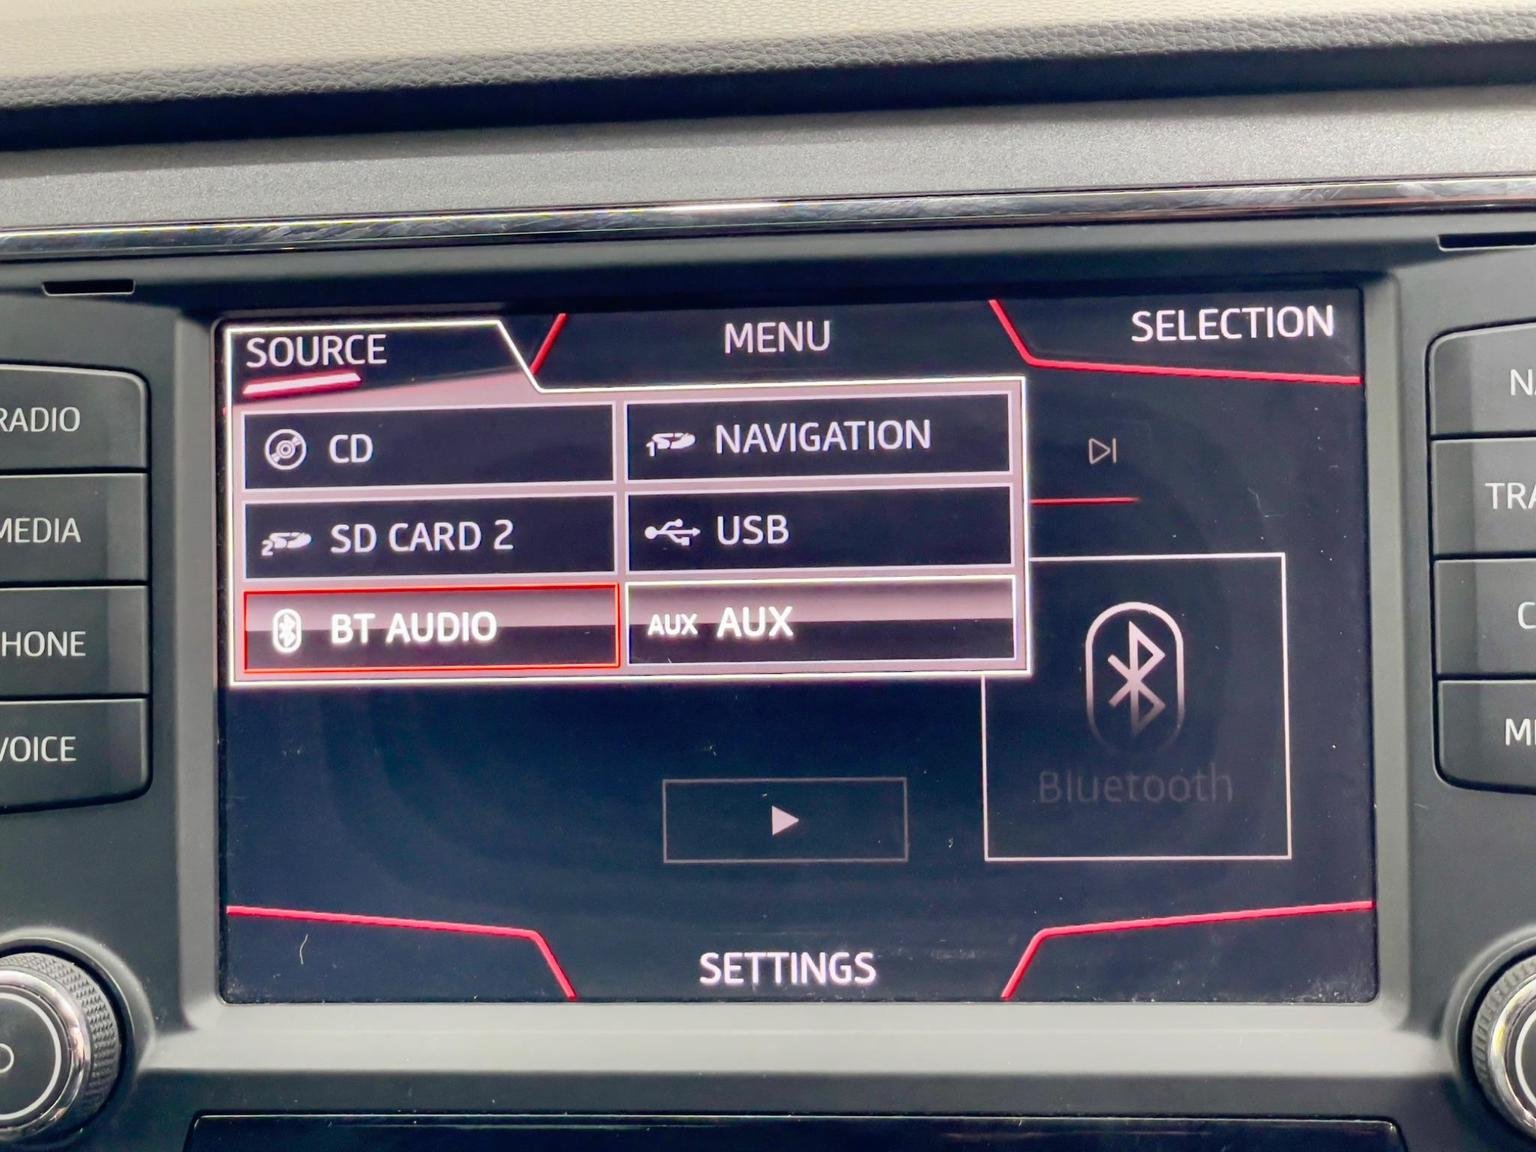 SOURCE
MENU
SELECTION
CD
NAVIGATION
SD CARD 2
USB
BT AUDIO
AUX AUX
Bluetooth
SETTINGS
RADIO
MEDIA
HONE
VOICE